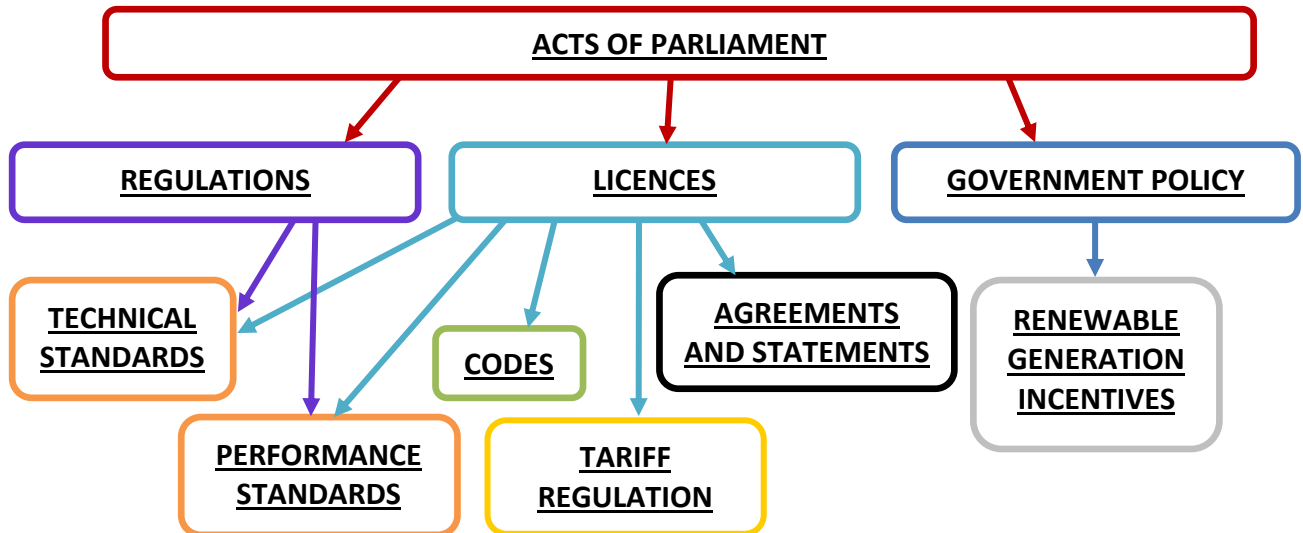 ACTS OF PARLIAMENT
REGULATIONS
LICENCES
GOVERNMENT POLICY
TECHNICAL
STANDARDS
CODES
AGREEMENTS
AND STATEMENTS
RENEWABLE
GENERATION
INCENTIVES
PERFORMANCE
STANDARDS
TARIFF
REGULATION